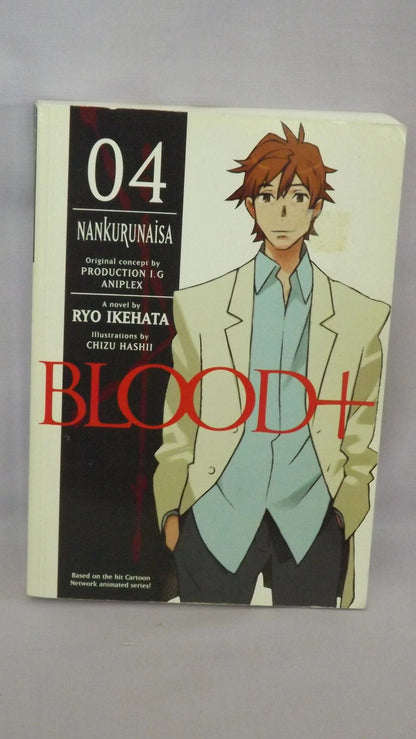 04
NANKURUNAISA
Original concept by
PRODUCTION I.G
ANIPLEX
A novel by
RYO IKEHATA
Illustrations by
CHIZU HASHII
BLOOD+
Based on the hit Cartoon
Network animated series!